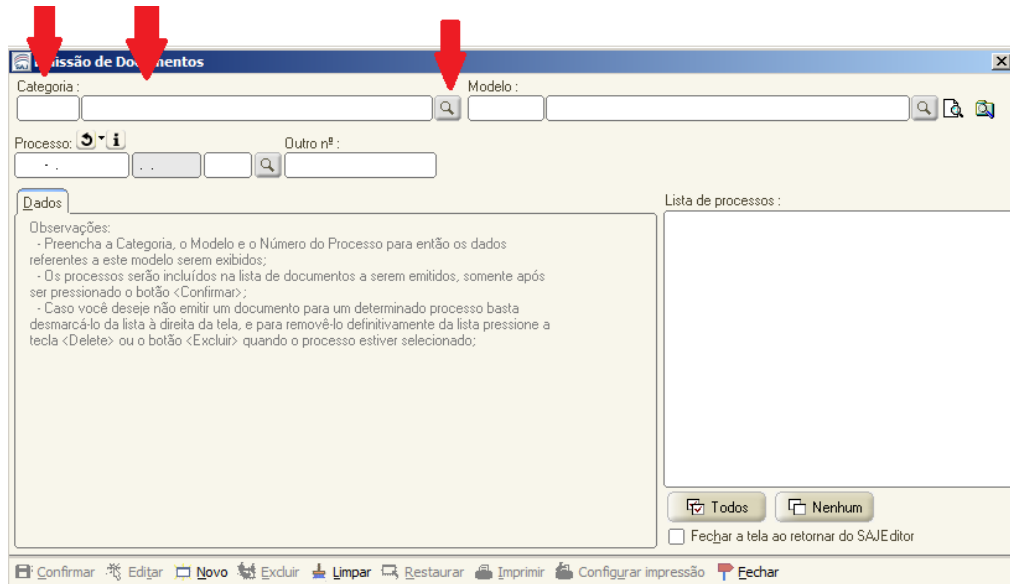 Emissão de Documentos
Categoria :
Modelo :
Processo:
Outro nº :
- .
. .
Dados
Lista de processos :
Observações:
- Preencha a Categoria, o Modelo e o Número do Processo para então os dados
referentes a este modelo serem exibidos;
- Os processos serão incluídos na lista de documentos a serem emitidos, somente após
ser pressionado o botão <Confirmar>;
- Caso você deseje não emitir um documento para um determinado processo basta
desmarcá-lo da lista à direita da tela, e para removê-lo definitivamente da lista pressione a
tecla <Delete> ou o botão <Excluir> quando o processo estiver selecionado;
Todos
Nenhum
Fechar a tela ao retornar do SAJEditor
Confirmar Editar Novo Excluir Limpar Restaurar Imprimir Configurar impressão Fechar